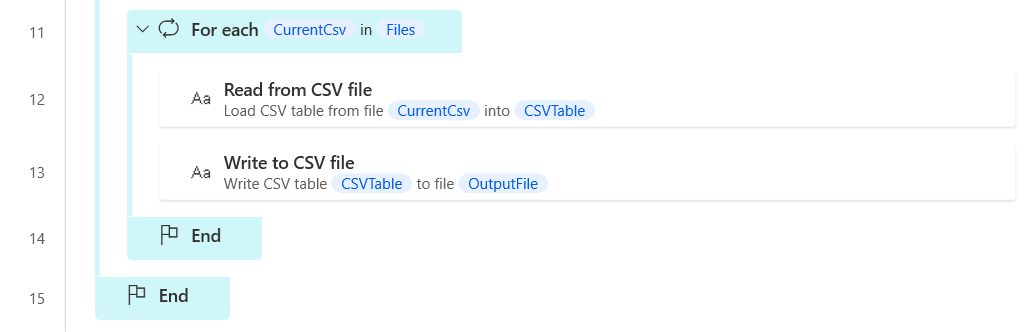 11 For each CurrentCsv in Files
12 Aa Read from CSV file
Load CSV table from file CurrentCsv into CSVTable
13 Aa Write to CSV file
Write CSV table CSVTable to file OutputFile
14 End
15 End